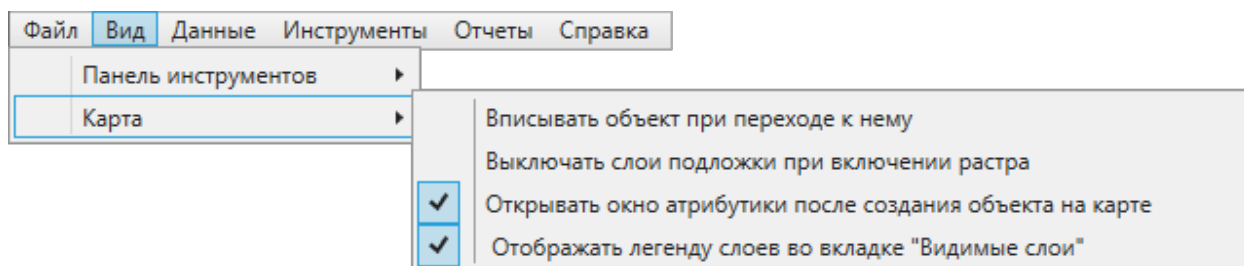 Файл Вид Данные Инструменты Отчеты Справка
Панель инструментов
Карта
Вписывать объект при переходе к нему
Выключать слои подложки при включении растра
Открывать окно атрибутики после создания объекта на карте
Отображать легенду слоев во вкладке "Видимые слои"